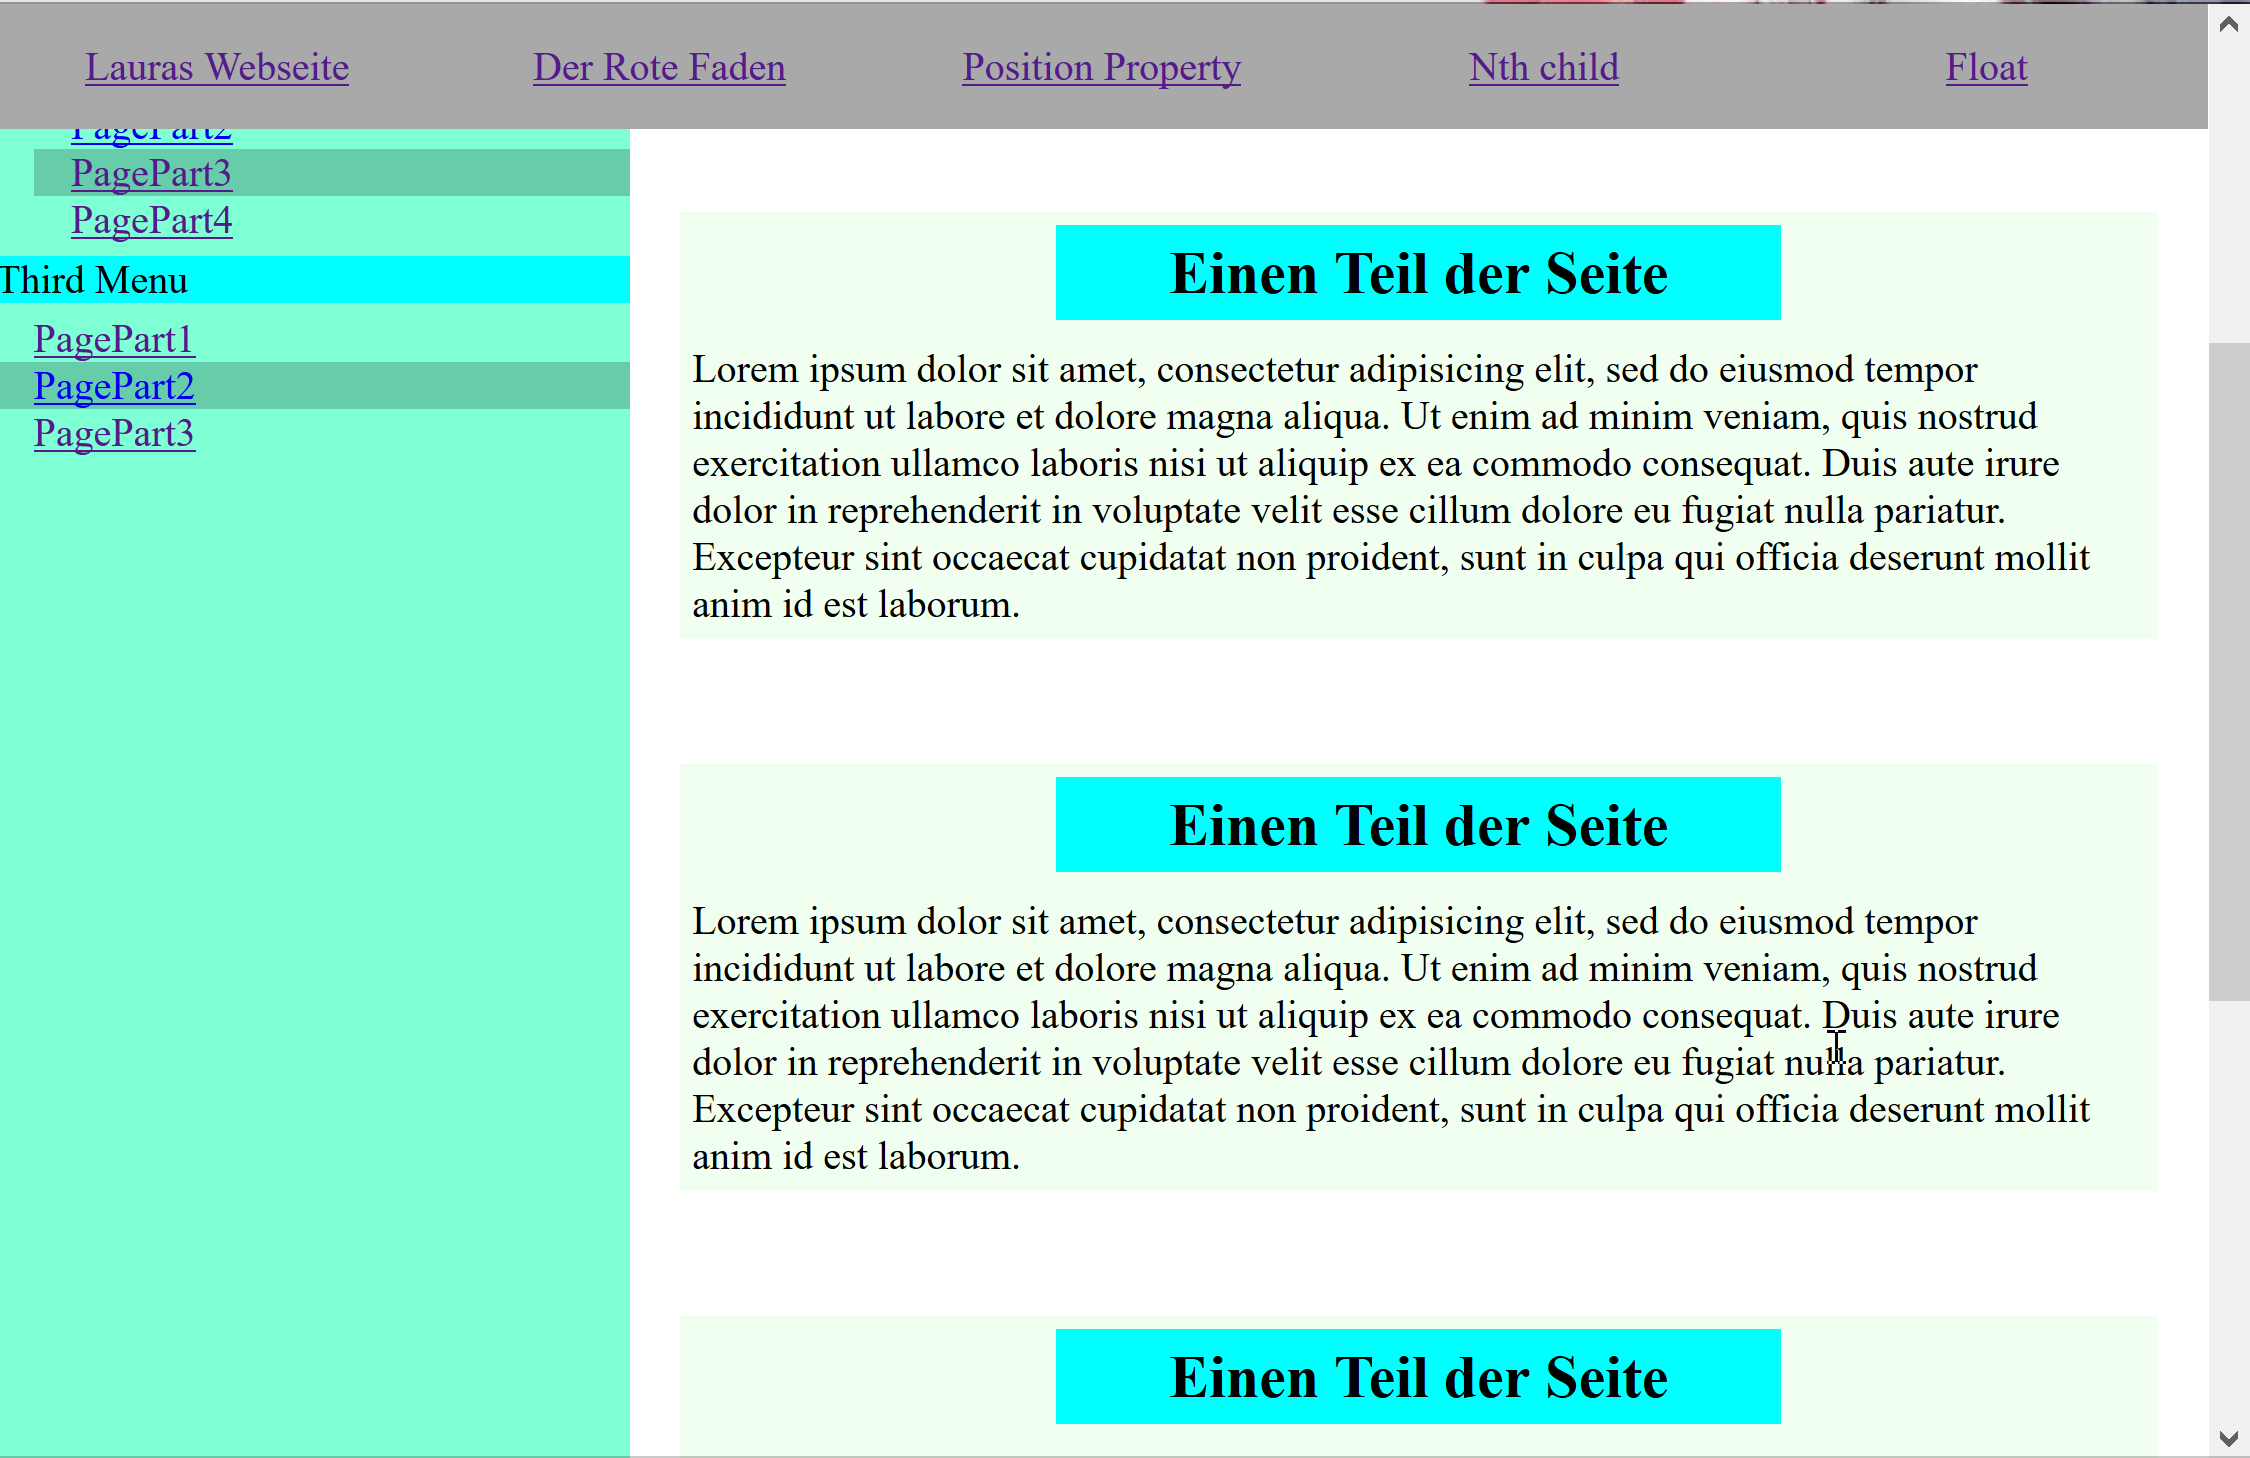 Lauras Webseite Der Rote Faden Position Property Nth child Float
PagePart2
PagePart3
PagePart4
Third Menu
PagePart1
PagePart2
PagePart3
Einen Teil der Seite
Lorem ipsum dolor sit amet, consectetur adipisicing elit, sed do eiusmod tempor
incididunt ut labore et dolore magna aliqua. Ut enim ad minim veniam, quis nostrud
exercitation ullamco laboris nisi ut aliquip ex ea commodo consequat. Duis aute irure
dolor in reprehenderit in voluptate velit esse cillum dolore eu fugiat nulla pariatur.
Excepteur sint occaecat cupidatat non proident, sunt in culpa qui officia deserunt mollit
anim id est laborum.
Einen Teil der Seite
Lorem ipsum dolor sit amet, consectetur adipisicing elit, sed do eiusmod tempor
incididunt ut labore et dolore magna aliqua. Ut enim ad minim veniam, quis nostrud
exercitation ullamco laboris nisi ut aliquip ex ea commodo consequat. Duis aute irure
dolor in reprehenderit in voluptate velit esse cillum dolore eu fugiat nulla pariatur.
Excepteur sint occaecat cupidatat non proident, sunt in culpa qui officia deserunt mollit
anim id est laborum.
Einen Teil der Seite